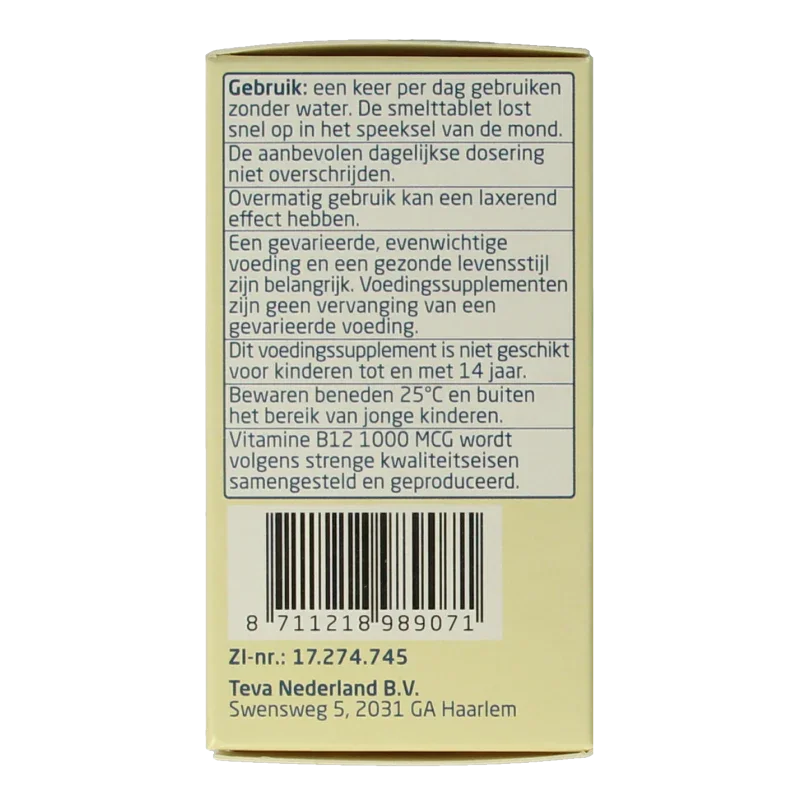 Gebruik: een keer per dag gebruiken
zonder water. De smelttablet lost
snel op in het speeksel van de mond.
De aanbevolen dagelijkse dosering
niet overschrijden.
Overmatig gebruik kan een laxerend
effect hebben.
Een gevarieerde, evenwichtige
voeding en een gezonde levensstijl
zijn belangrijk. Voedingssupplementen
zijn geen vervanging van een
gevarieerde voeding.
Dit voedingssupplement is niet geschikt
voor kinderen tot en met 14 jaar.
Bewaren beneden 25°C en buiten
het bereik van jonge kinderen.
Vitamine B12 1000 MCG wordt
volgens strenge kwaliteitseisen
samengesteld en geproduceerd.
8 711218 989071
ZI-nr.: 17.274.745
Teva Nederland B.V.
Swensweg 5, 2031 GA Haarlem